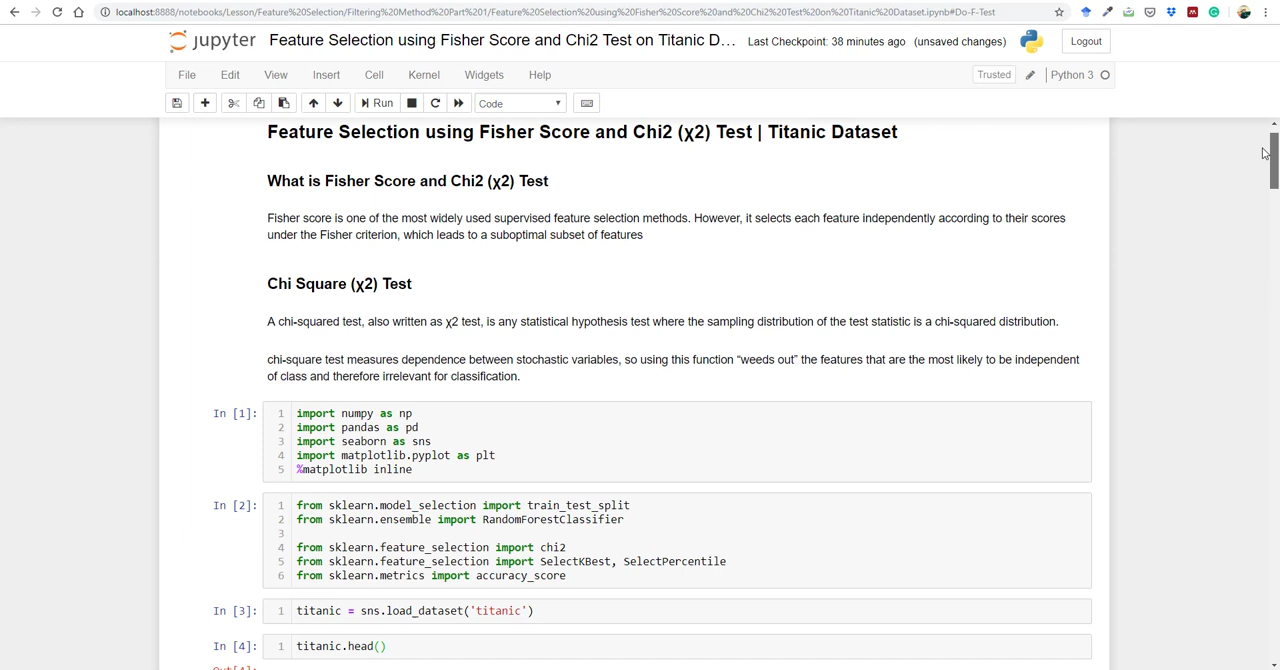 localhost:8888/notebooks/Lesson/Feature%20Selection/Filtering%20Method%20Part%201/Feature%20Selection%20using%20Fisher%20Score%20and%20Chi2%20Test%20on%20Titanic%20Dataset.ipynb#Do-F-Test
jupyter Feature Selection using Fisher Score and Chi2 Test on Titanic D... Last Checkpoint: 38 minutes ago (unsaved changes) Logout
File Edit View Insert Cell Kernel Widgets Help Trusted Python 3
Run Code
Feature Selection using Fisher Score and Chi2 (χ2) Test | Titanic Dataset
What is Fisher Score and Chi2 (χ2) Test
Fisher score is one of the most widely used supervised feature selection methods. However, it selects each feature independently according to their scores
under the Fisher criterion, which leads to a suboptimal subset of features
Chi Square (χ2) Test
A chi-squared test, also written as χ2 test, is any statistical hypothesis test where the sampling distribution of the test statistic is a chi-squared distribution.
chi-square test measures dependence between stochastic variables, so using this function “weeds out” the features that are the most likely to be independent
of class and therefore irrelevant for classification.
In [1]: 1 import numpy as np
2 import pandas as pd
3 import seaborn as sns
4 import matplotlib.pyplot as plt
5 %matplotlib inline
In [2]: 1 from sklearn.model_selection import train_test_split
2 from sklearn.ensemble import RandomForestClassifier
3
4 from sklearn.feature_selection import chi2
5 from sklearn.feature_selection import SelectKBest, SelectPercentile
6 from sklearn.metrics import accuracy_score
In [3]: 1 titanic = sns.load_dataset('titanic')
In [4]: 1 titanic.head()